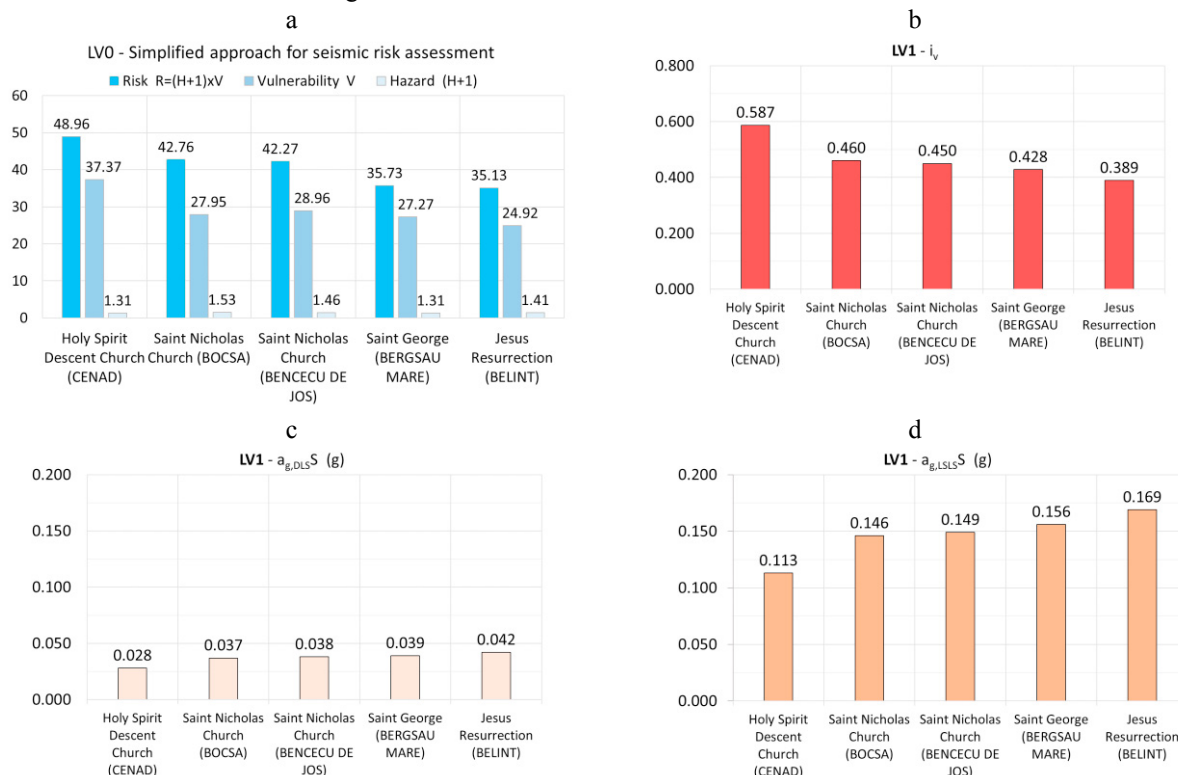 a
LV0 - Simplified approach for seismic risk assessment
Risk R=(H+1)xV Vulnerability V Hazard (H+1)
60
50
40
30
20
10
0
48.96
37.37
1.31
42.76
27.95
1.53
42.27
28.96
1.46
35.73
27.27
1.31
35.13
24.92
1.41
Holy Spirit
Descent Church
(CENAD)
Saint Nicholas
Church (BOCSA)
Saint Nicholas
Church
(BENCECU DE
JOS)
Saint George
(BERGSAU
MARE)
Jesus
Resurrection
(BELINT)
b
LV1 - iv
0.800
0.600
0.400
0.200
0.000
0.587
0.460
0.450
0.428
0.389
Holy Spirit
Descent
Church
(CENAD)
Saint Nicholas
Church
(BOCSA)
Saint Nicholas
Church
(BENCECU DE
JOS)
Saint George
(BERGSAU
MARE)
Jesus
Resurrection
(BELINT)
c
LV1 - ag,DLSS (g)
0.200
0.150
0.100
0.050
0.000
0.028
0.037
0.038
0.039
0.042
Holy Spirit
Descent
Church
(CENAD)
Saint Nicholas
Church
(BOCSA)
Saint Nicholas
Church
(BENCECU DE
JOS)
Saint George
(BERGSAU
MARE)
Jesus
Resurrection
(BELINT)
d
LV1 - ag,LSLSS (g)
0.200
0.150
0.100
0.050
0.000
0.113
0.146
0.149
0.156
0.169
Holy Spirit
Descent
Church
(CENAD)
Saint Nicholas
Church
(BOCSA)
Saint Nicholas
Church
(BENCECU DE
JOS)
Saint George
(BERGSAU
MARE)
Jesus
Resurrection
(BELINT)